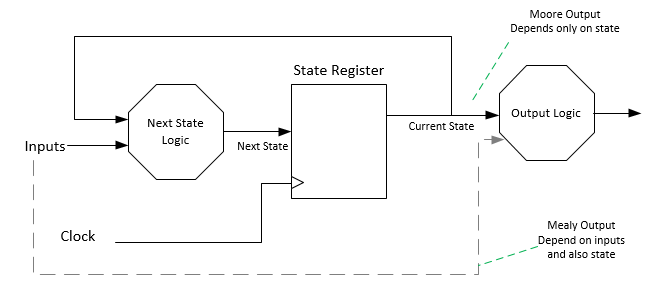 Moore Output
Depends only on state
State Register
Next State
Logic
Output Logic
Current State
Inputs
Next State
Mealy Output
Depend on inputs
and also state
Clock